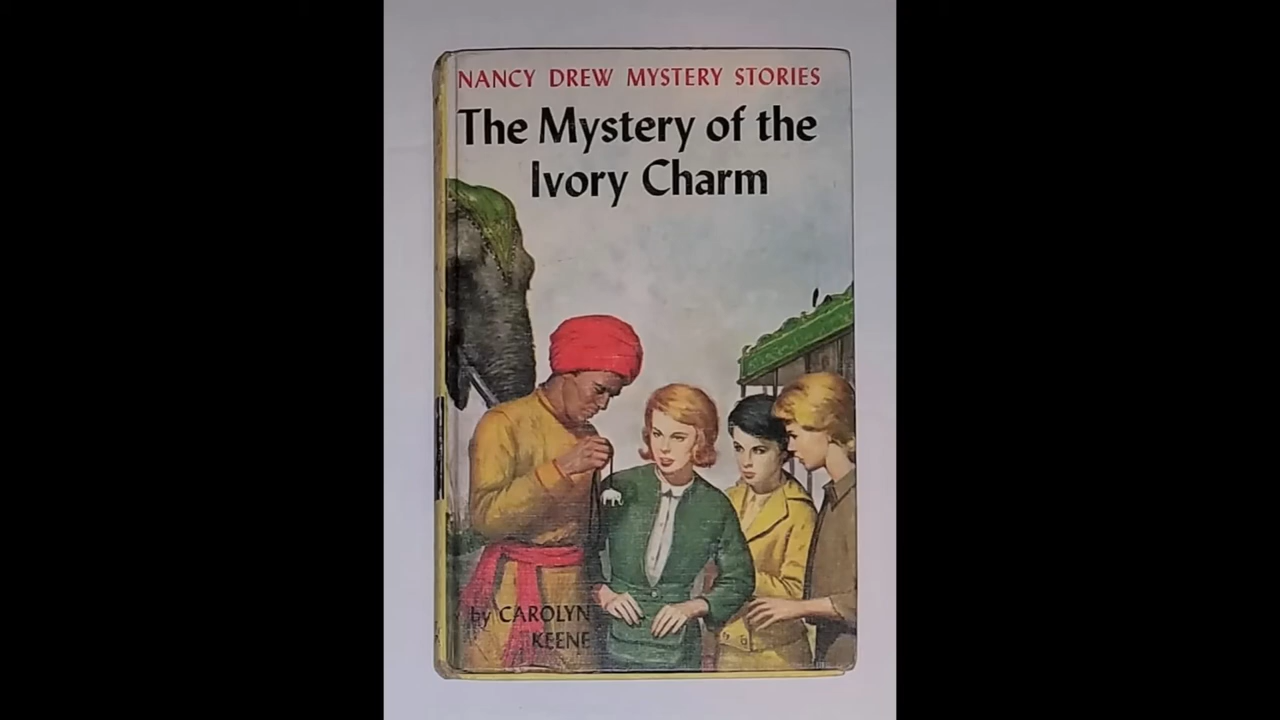 NANCY DREW MYSTERY STORIES
The Mystery of the
Ivory Charm
by CAROLYN
KEENE